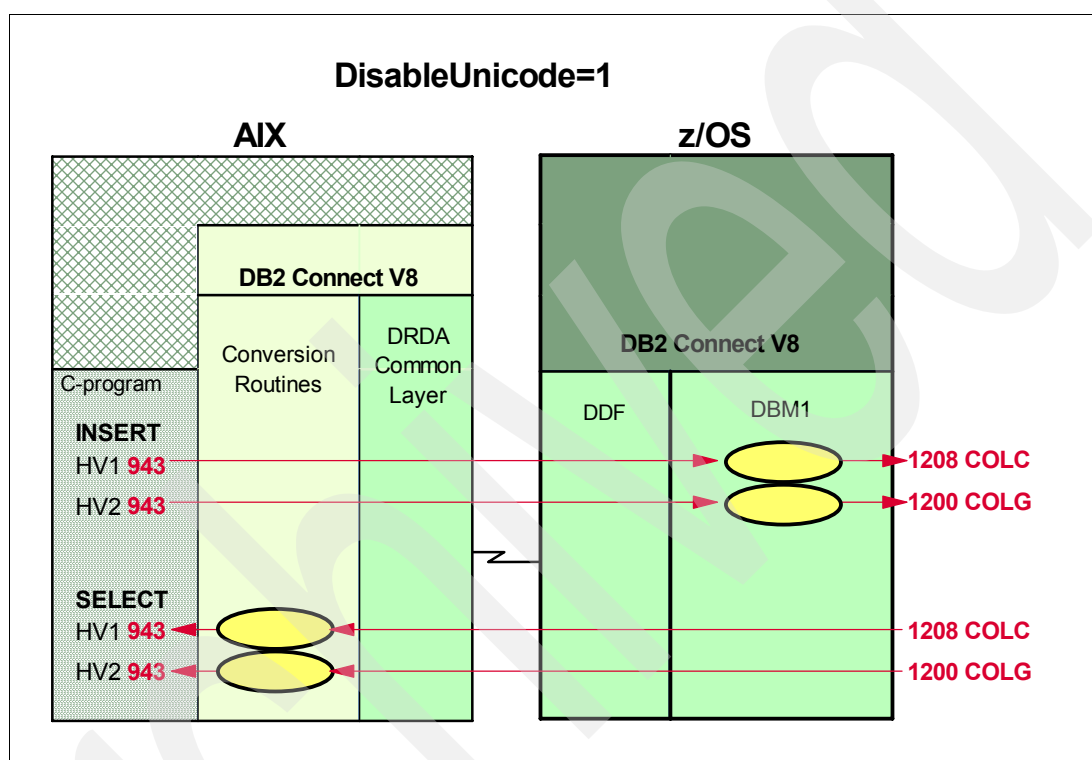 DisableUnicode=1
AIX
z/OS
DB2 Connect V8
DB2 Connect V8
Conversion
Routines
DRDA
Common
Layer
C-program
DDF
DBM1
INSERT
HV1 943
1208 COLC
HV2 943
1200 COLG
SELECT
HV1 943
1208 COLC
HV2 943
1200 COLG